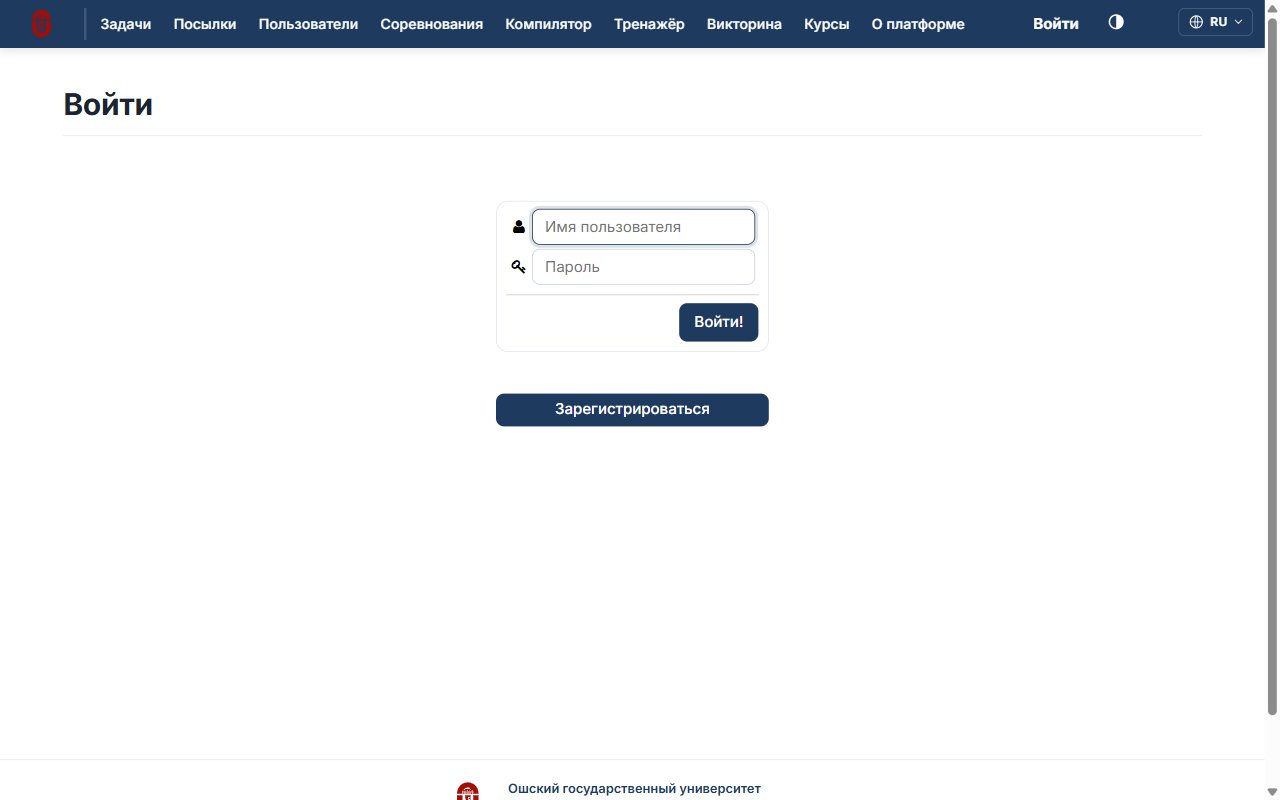 Задачи Посылки Пользователи Соревнования Компилятор Тренажёр Викторина Курсы О платформе Войти RU
Войти
Имя пользователя
Пароль
Войти!
Зарегистрироваться
Ошский государственный университет